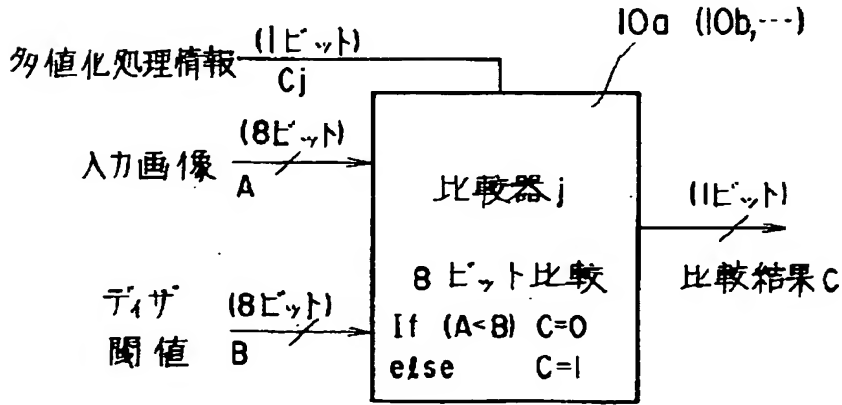 10a (10b,…)
(1ビット)
多値化処理情報
Cj
(8ビット)
入力画像
A
比較器 j
(1ビット)
8 ビット比較
比較結果 C
ディザ
(8ビット)
If (A<B) C=0
閾値
B
else C=1